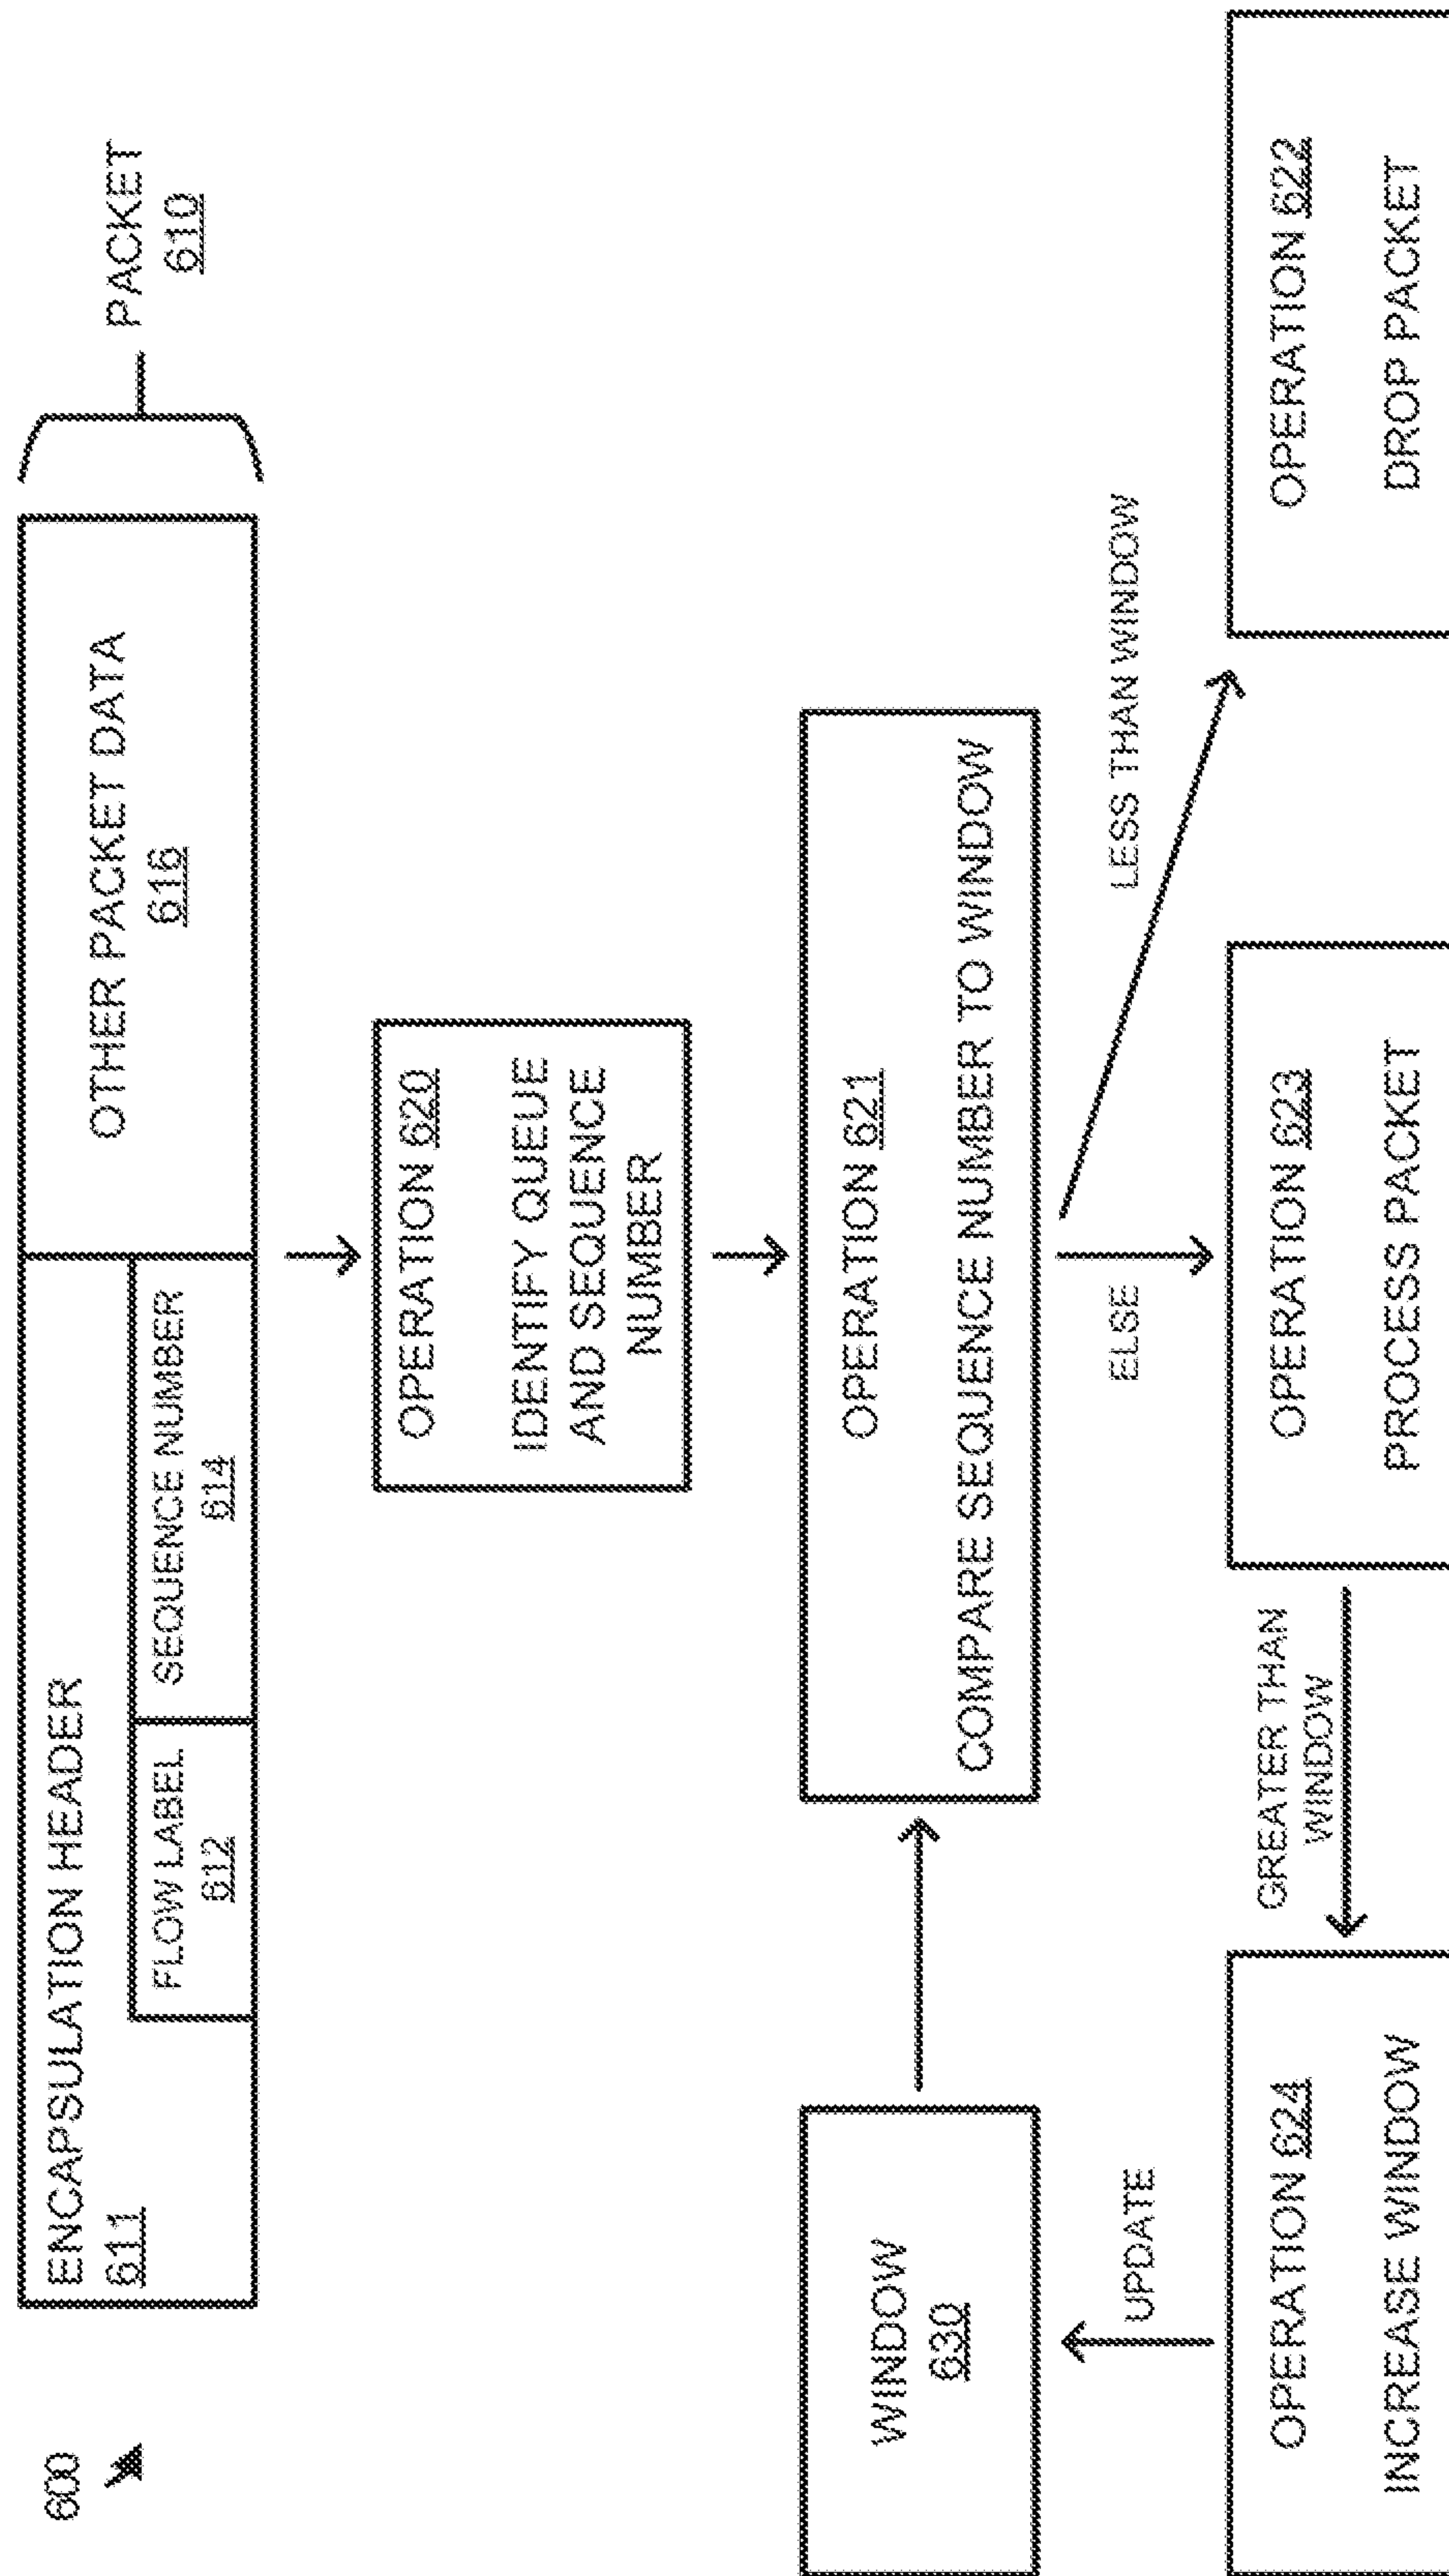 600
ENCAPSULATION HEADER
611
FLOW LABEL
612
SEQUENCE NUMBER
614
OTHER PACKET DATA
616
PACKET
610
OPERATION 620
IDENTIFY QUEUE
AND SEQUENCE
NUMBER
WINDOW
630
OPERATION 621
COMPARE SEQUENCE NUMBER TO WINDOW
UPDATE
ELSE
LESS THAN WINDOW
OPERATION 624
INCREASE WINDOW
GREATER THAN
WINDOW
OPERATION 623
PROCESS PACKET
OPERATION 622
DROP PACKET